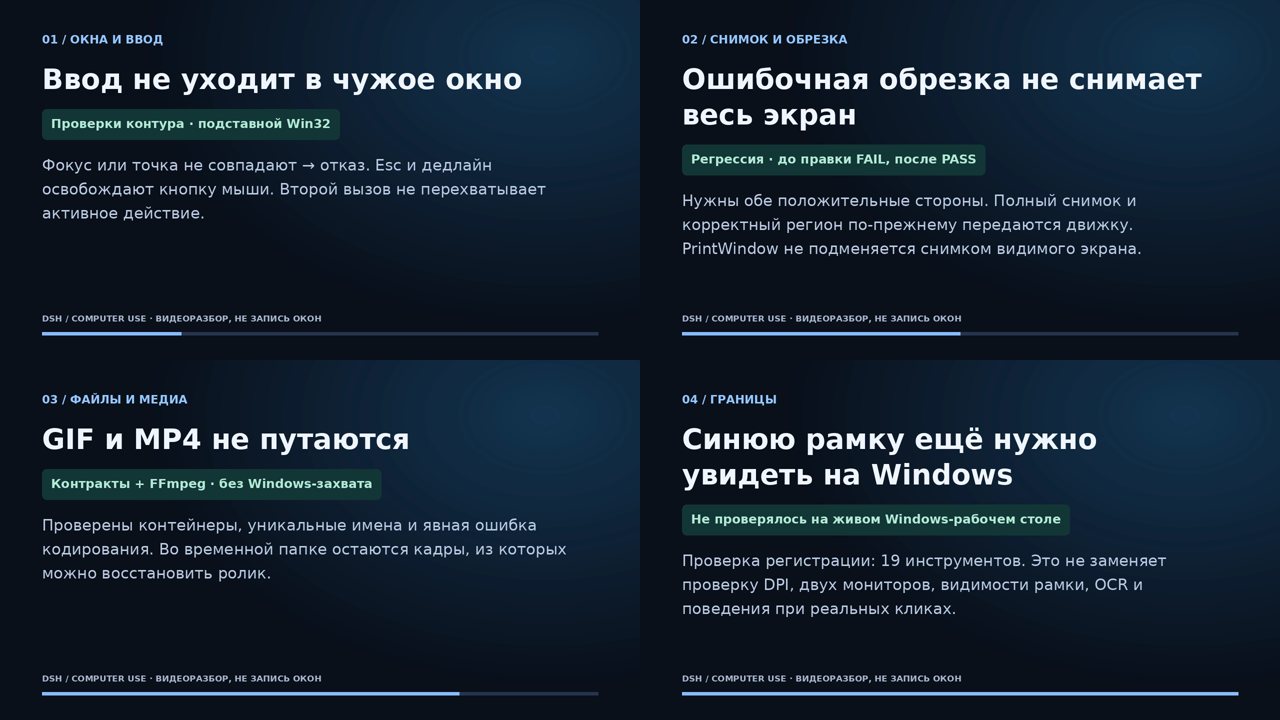 01 / ОКНА И ВВОД
Ввод не уходит в чужое окно
Проверки контура · подставной Win32
Фокус или точка не совпадают → отказ. Esc и дедлайн
освобождают кнопку мыши. Второй вызов не перехватывает
активное действие.
DSH / COMPUTER USE · ВИДЕОРАЗБОР, НЕ ЗАПИСЬ ОКОН
02 / СНИМОК И ОБРЕЗКА
Ошибочная обрезка не снимает
весь экран
Регрессия · до правки FAIL, после PASS
Нужны обе положительные стороны. Полный снимок и
корректный регион по-прежнему передаются движку.
PrintWindow не подменяется снимком видимого экрана.
DSH / COMPUTER USE · ВИДЕОРАЗБОР, НЕ ЗАПИСЬ ОКОН
03 / ФАЙЛЫ И МЕДИА
GIF и MP4 не путаются
Контракты + FFmpeg · без Windows-захвата
Проверены контейнеры, уникальные имена и явная ошибка
кодирования. Во временной папке остаются кадры, из которых
можно восстановить ролик.
DSH / COMPUTER USE · ВИДЕОРАЗБОР, НЕ ЗАПИСЬ ОКОН
04 / ГРАНИЦЫ
Синюю рамку ещё нужно
увидеть на Windows
Не проверялось на живом Windows-рабочем столе
Проверка регистрации: 19 инструментов. Это не заменяет
проверку DPI, двух мониторов, видимости рамки, OCR и
поведения при реальных кликах.
DSH / COMPUTER USE · ВИДЕОРАЗБОР, НЕ ЗАПИСЬ ОКОН